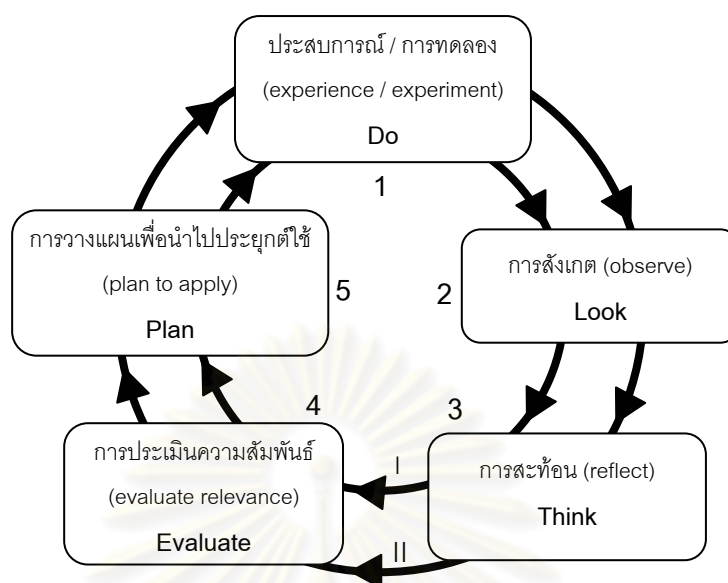 ประสบการณ์ / การทดลอง
(experience / experiment)
Do
1
การสังเกต (observe)
Look
2
การสะท้อน (reflect)
Think
3
การประเมินความสัมพันธ์
(evaluate relevance)
Evaluate
4
การวางแผนเพื่อนำไปประยุกต์ใช้
(plan to apply)
Plan
5
I
II